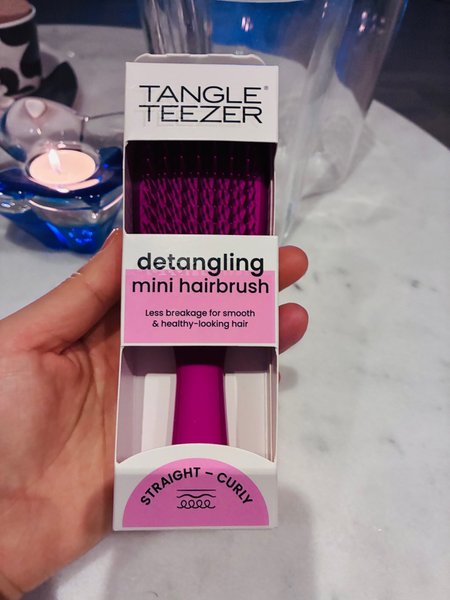 TANGLE®
TEEZER
detangling
mini hairbrush
Less breakage for smooth
& healthy-looking hair
STRAIGHT – CURLY